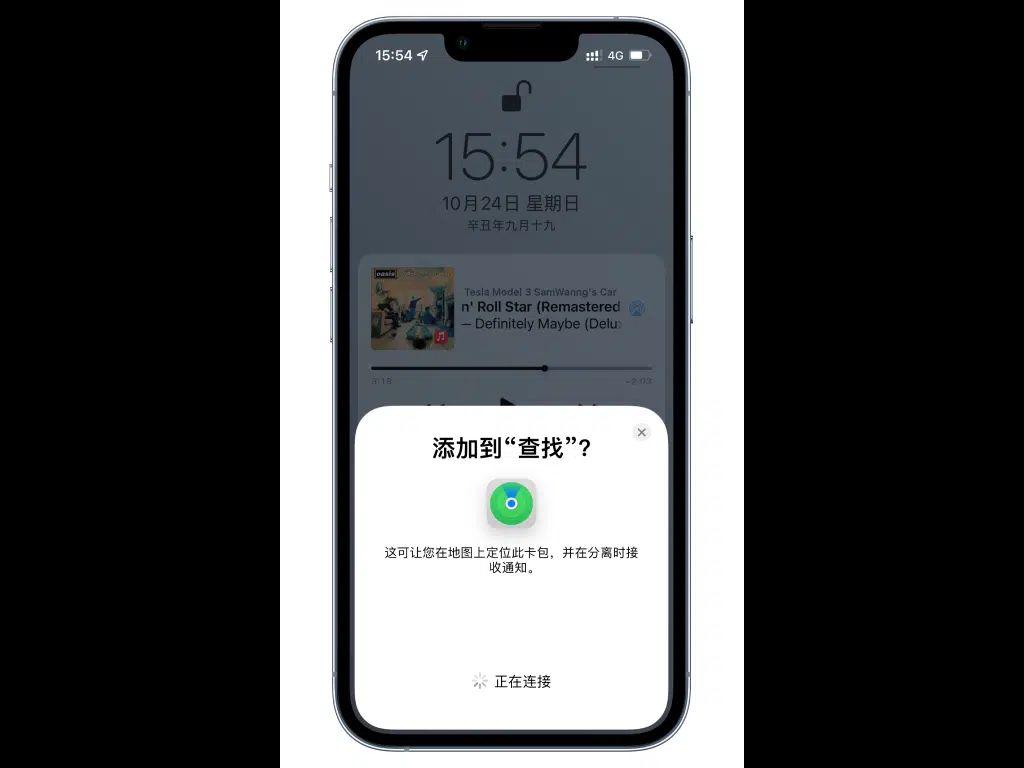 15:54
4G
15:54
10月24日 星期日
辛丑年九月十九
oasis
Tesla Model 3 SamWanng's Car
n' Roll Star (Remastered
— Definitely Maybe (Delu
3:18
-2:03
添加到“查找”？
这可让您在地图上定位此卡包，并在分离时接
收通知。
正在连接